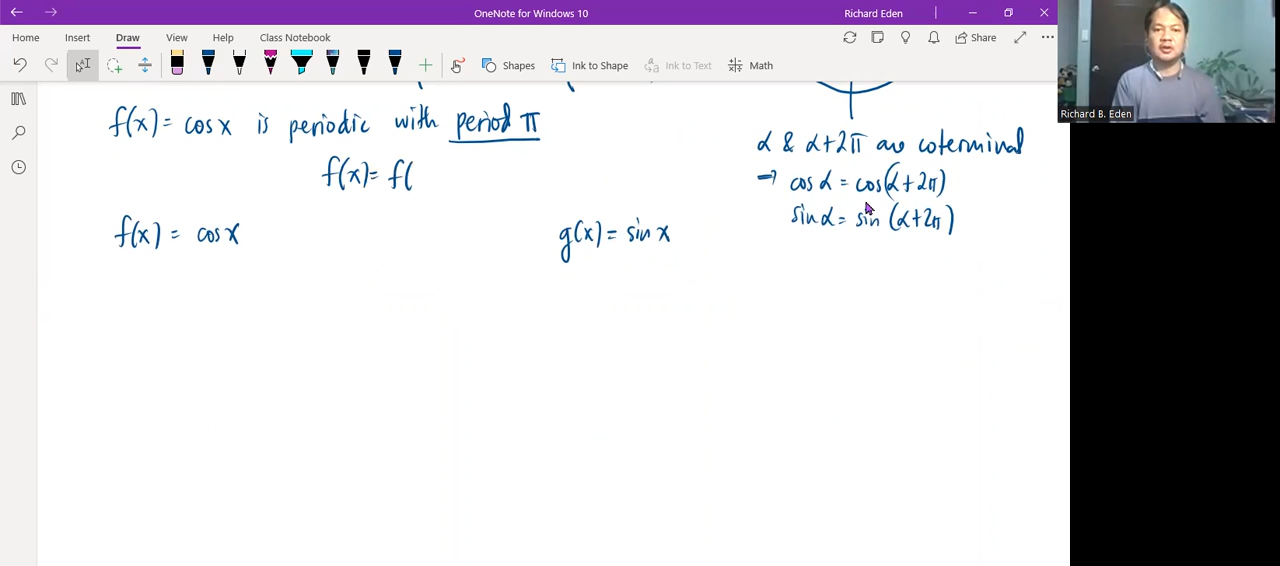 OneNote for Windows 10
Richard Eden
Home Insert Draw View Help Class Notebook
Share
Shapes Ink to Shape Ink to Text Math
Richard B. Eden
f(x) = cos x is periodic with period π
f(x) = f(
f(x) = cos x
g(x) = sin x
α & α+2π are coterminal
→ cos α = cos(α+2π)
sin α = sin (α+2π)